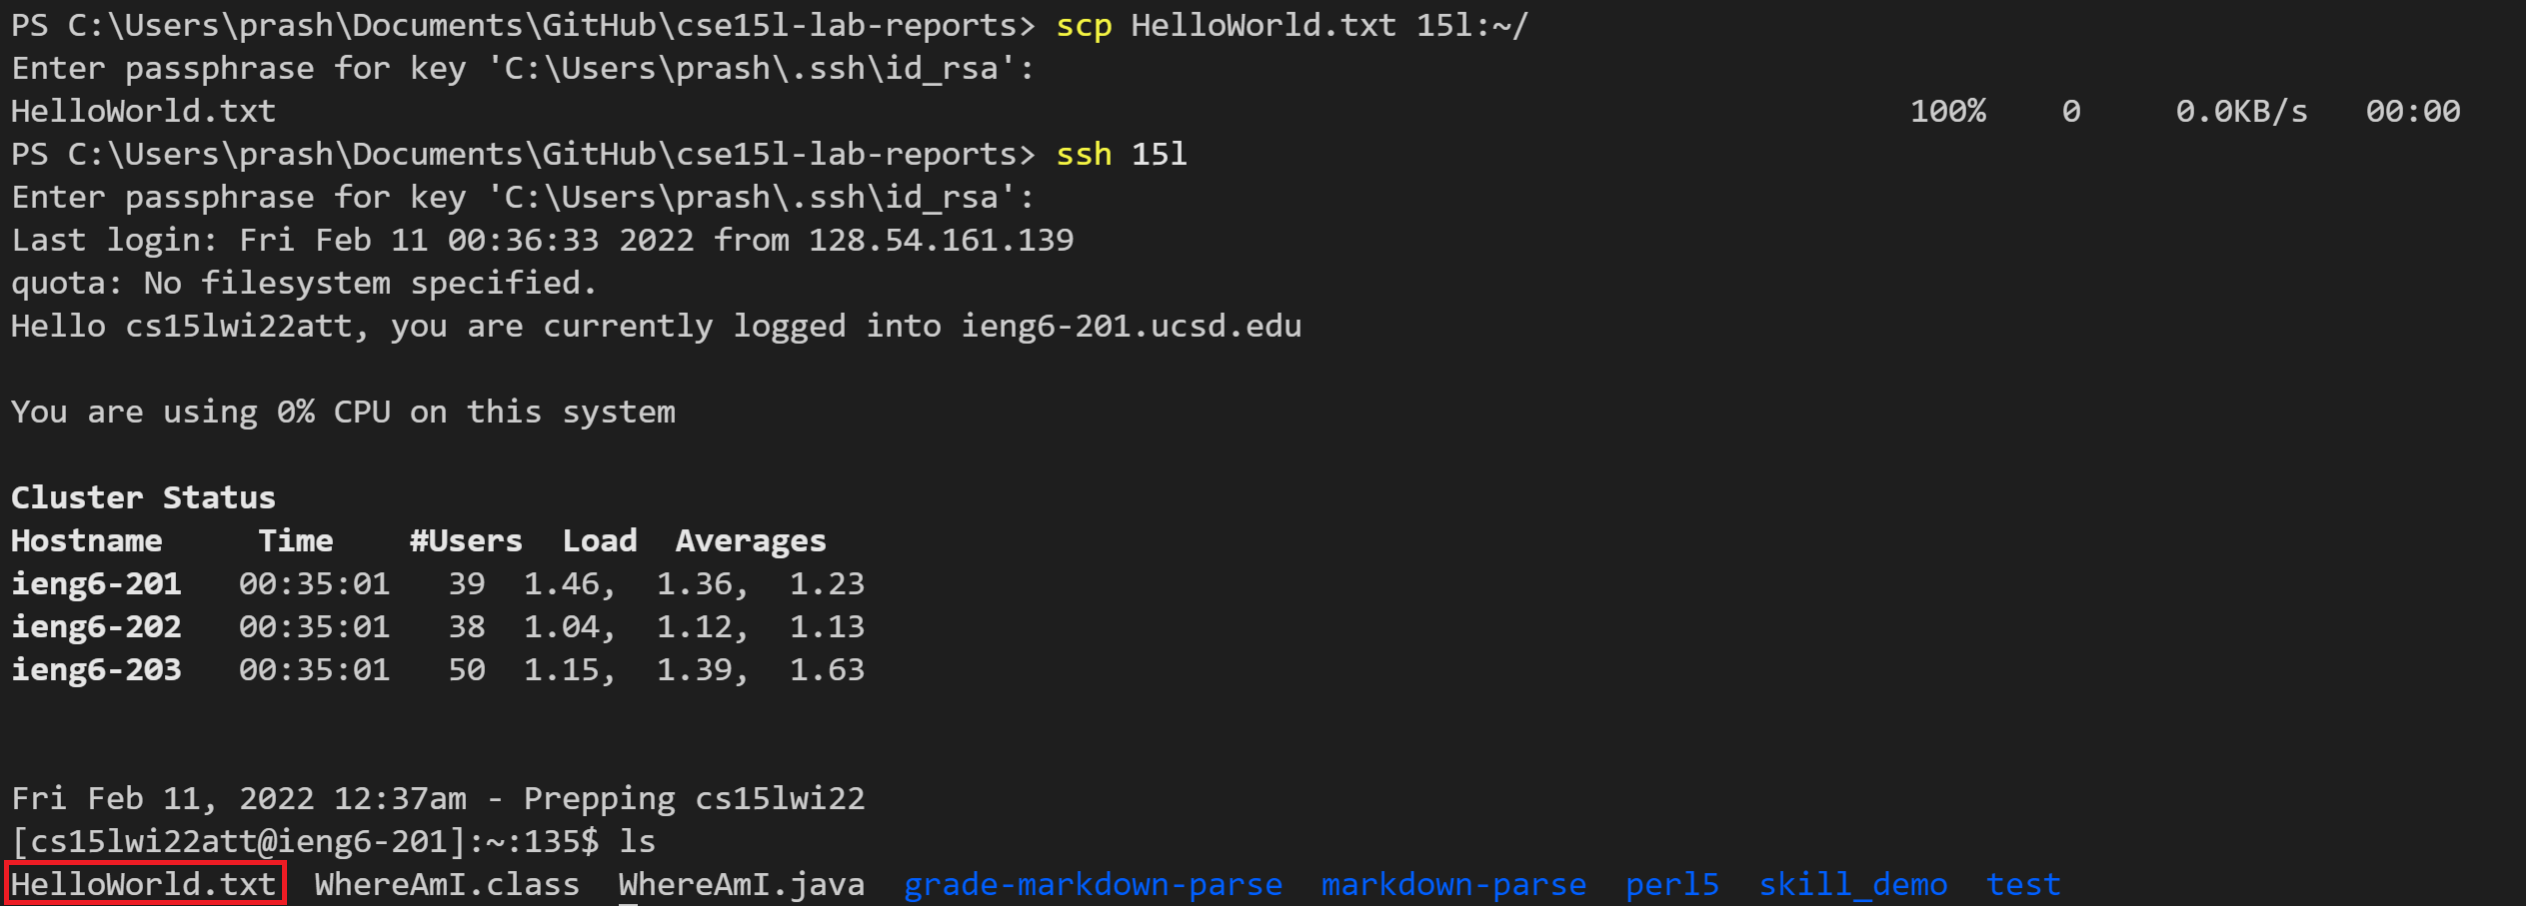 PS C:\Users\prash\Documents\GitHub\cse15l-lab-reports> scp HelloWorld.txt 15l:~/
Enter passphrase for key 'C:\Users\prash\.ssh\id_rsa':
HelloWorld.txt 100% 0 0.0KB/s 00:00
PS C:\Users\prash\Documents\GitHub\cse15l-lab-reports> ssh 15l
Enter passphrase for key 'C:\Users\prash\.ssh\id_rsa':
Last login: Fri Feb 11 00:36:33 2022 from 128.54.161.139
quota: No filesystem specified.
Hello cs15lwi22att, you are currently logged into ieng6-201.ucsd.edu
You are using 0% CPU on this system
Cluster Status
Hostname Time #Users Load Averages
ieng6-201 00:35:01 39 1.46, 1.36, 1.23
ieng6-202 00:35:01 38 1.04, 1.12, 1.13
ieng6-203 00:35:01 50 1.15, 1.39, 1.63
Fri Feb 11, 2022 12:37am - Prepping cs15lwi22
[cs15lwi22att@ieng6-201]:~:135$ ls
HelloWorld.txt WhereAmI.class WhereAmI.java grade-markdown-parse markdown-parse perl5 skill_demo test